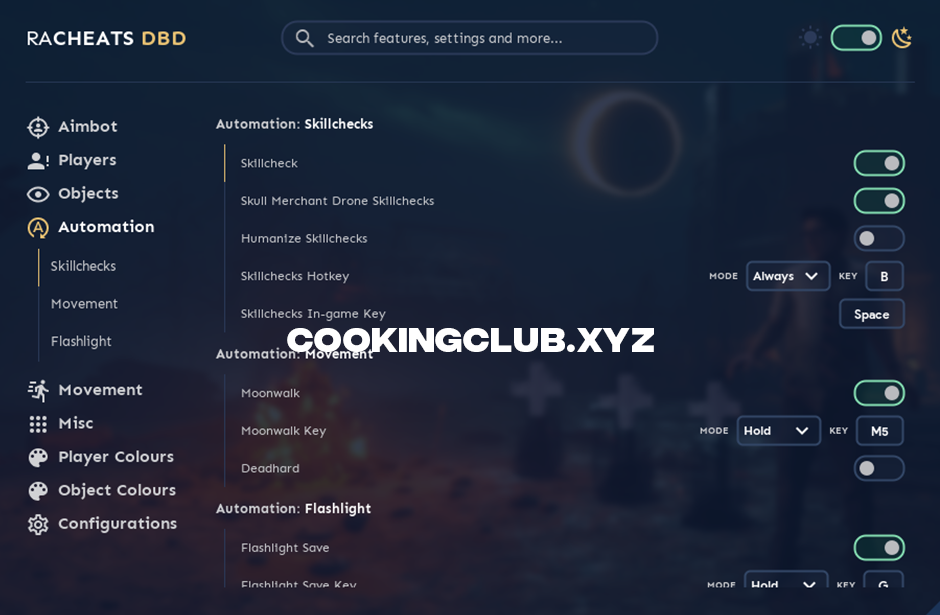 RACHEATS DBD
Search features, settings and more...
Aimbot
Players
Objects
Automation
Skillchecks
Movement
Flashlight
Movement
Misc
Player Colours
Object Colours
Configurations
Automation: Skillchecks
Skillcheck
Skull Merchant Drone Skillchecks
Humanize Skillchecks
Skillchecks Hotkey MODE Always KEY B
Skillchecks In-game Key Space
COOKINGCLUB.XYZ
Automation: Movement
Moonwalk
Moonwalk Key MODE Hold KEY M5
Deadhard
Automation: Flashlight
Flashlight Save
Flashlight Save Key MODE Hold KEY G